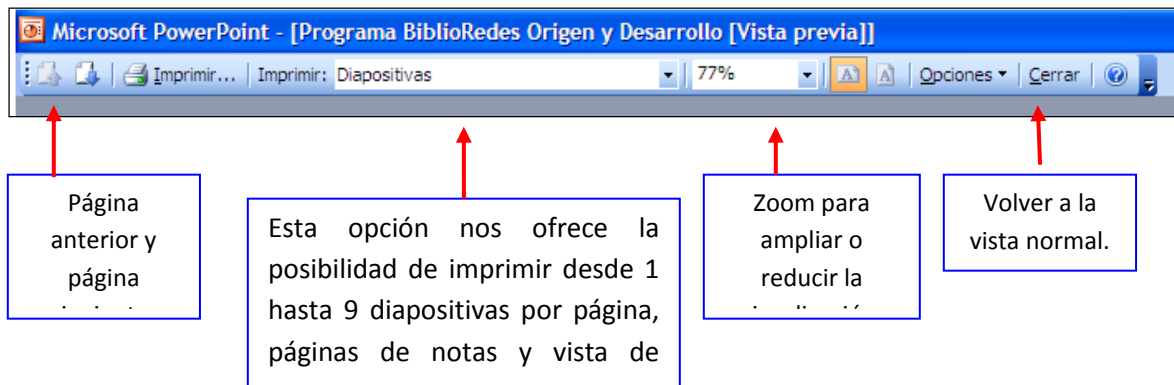 Microsoft PowerPoint - [Programa BiblioRedes Origen y Desarrollo [Vista previa]]
Imprimir... Imprimir: Diapositivas 77% A A Opciones Cerrar ?
Página
anterior y
página
Esta opción nos ofrece la
posibilidad de imprimir desde 1
hasta 9 diapositivas por página,
páginas de notas y vista de
Zoom para
ampliar o
reducir la
Volver a la
vista normal.